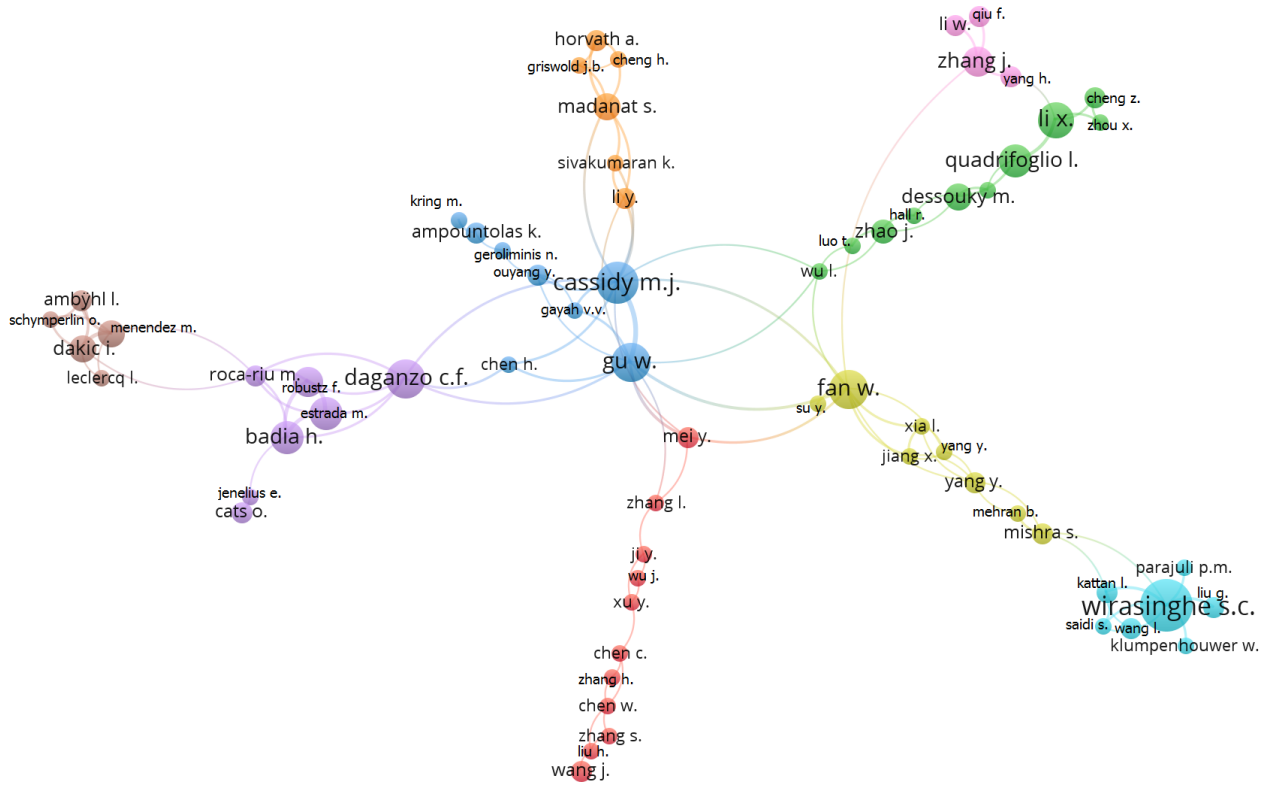 qiu f.
li w.
horvath a.
cheng h.
griswold j.b.
zhang j.
yang h.
madanat s.
cheng z.
li x.
zhou x.
sivakumaran k.
quadrifoglio l.
li y.
dessouky m.
kring m.
hall r.
ampountolas k.
zhao j.
luo t.
geroliminis n.
ouyang y.
wu l.
cassidy m.j.
ambühl l.
gayah v.v.
schymperlin o.
menendez m.
dakic i.
chen h.
gu w.
leclercq l.
roca-riu m.
daganzo c.f.
robustz f.
fan w.
su y.
estrada m.
xia l.
badia h.
mei y.
yang y.
jiang x.
yang y.
jenelius e.
cats o.
zhang l.
mehran b.
mishra s.
ji y.
wu j.
parajuli p.m.
kattan l.
liu g.
xu y.
wirasinghe s.c.
saidi s.
wang l.
klumpenhouwer w.
chen c.
zhang h.
chen w.
zhang s.
liu h.
wang j.